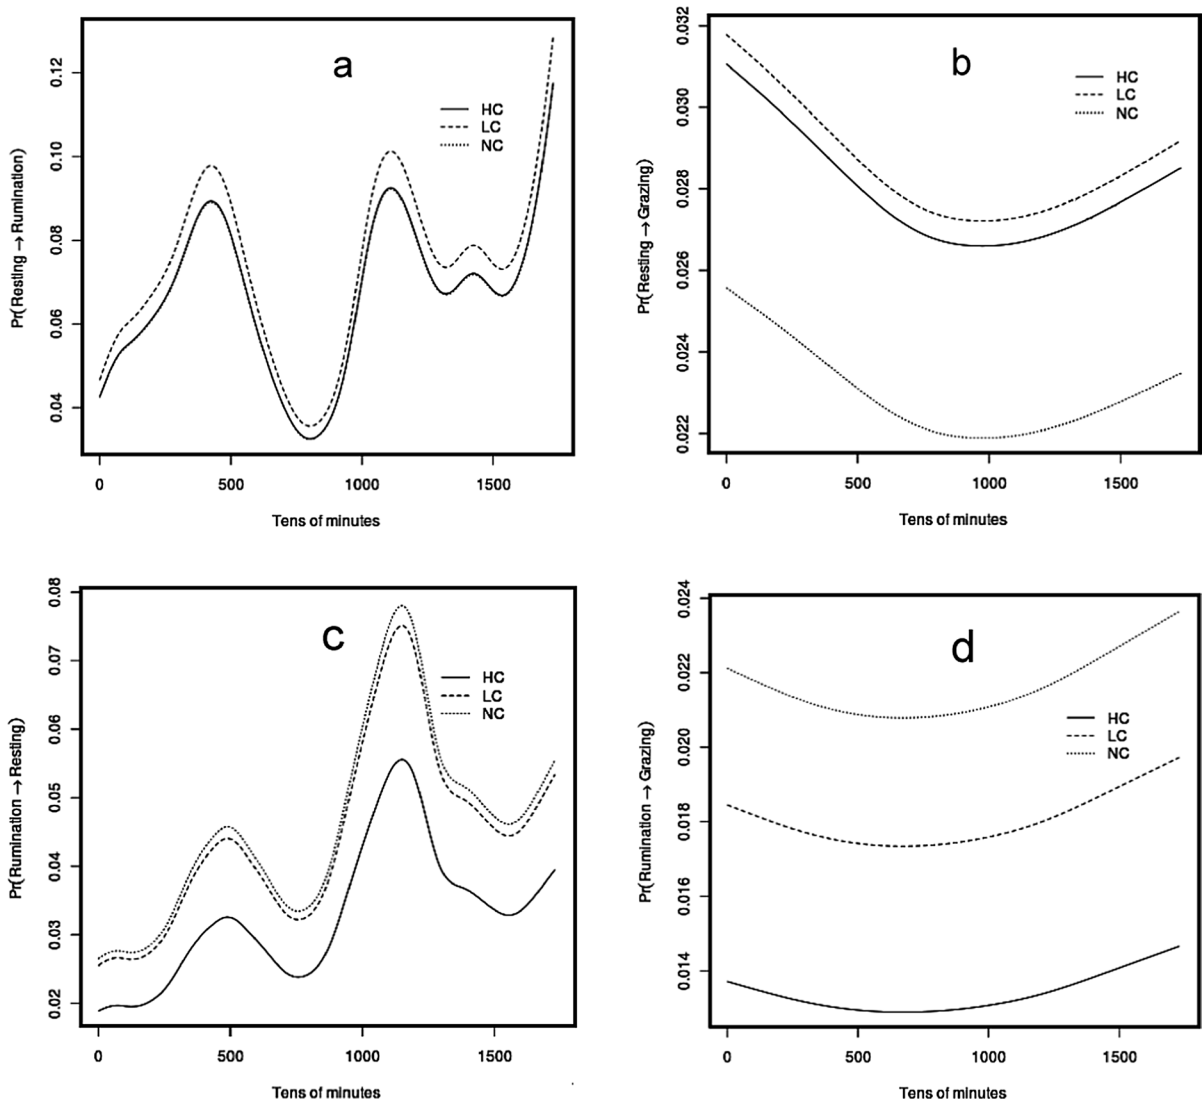 a
0.12
0.10
0.08
0.06
0.04
Pr(Resting → Rumination)
HC
LC
NC
0 500 1000 1500
Tens of minutes
b
0.032
0.030
0.028
0.026
0.024
0.022
Pr(Resting → Grazing)
HC
LC
NC
0 500 1000 1500
Tens of minutes
c
0.08
0.07
0.06
0.05
0.04
0.03
0.02
Pr(Rumination → Resting)
HC
LC
NC
0 500 1000 1500
Tens of minutes
d
0.024
0.022
0.020
0.018
0.016
0.014
Pr(Rumination → Grazing)
HC
LC
NC
0 500 1000 1500
Tens of minutes